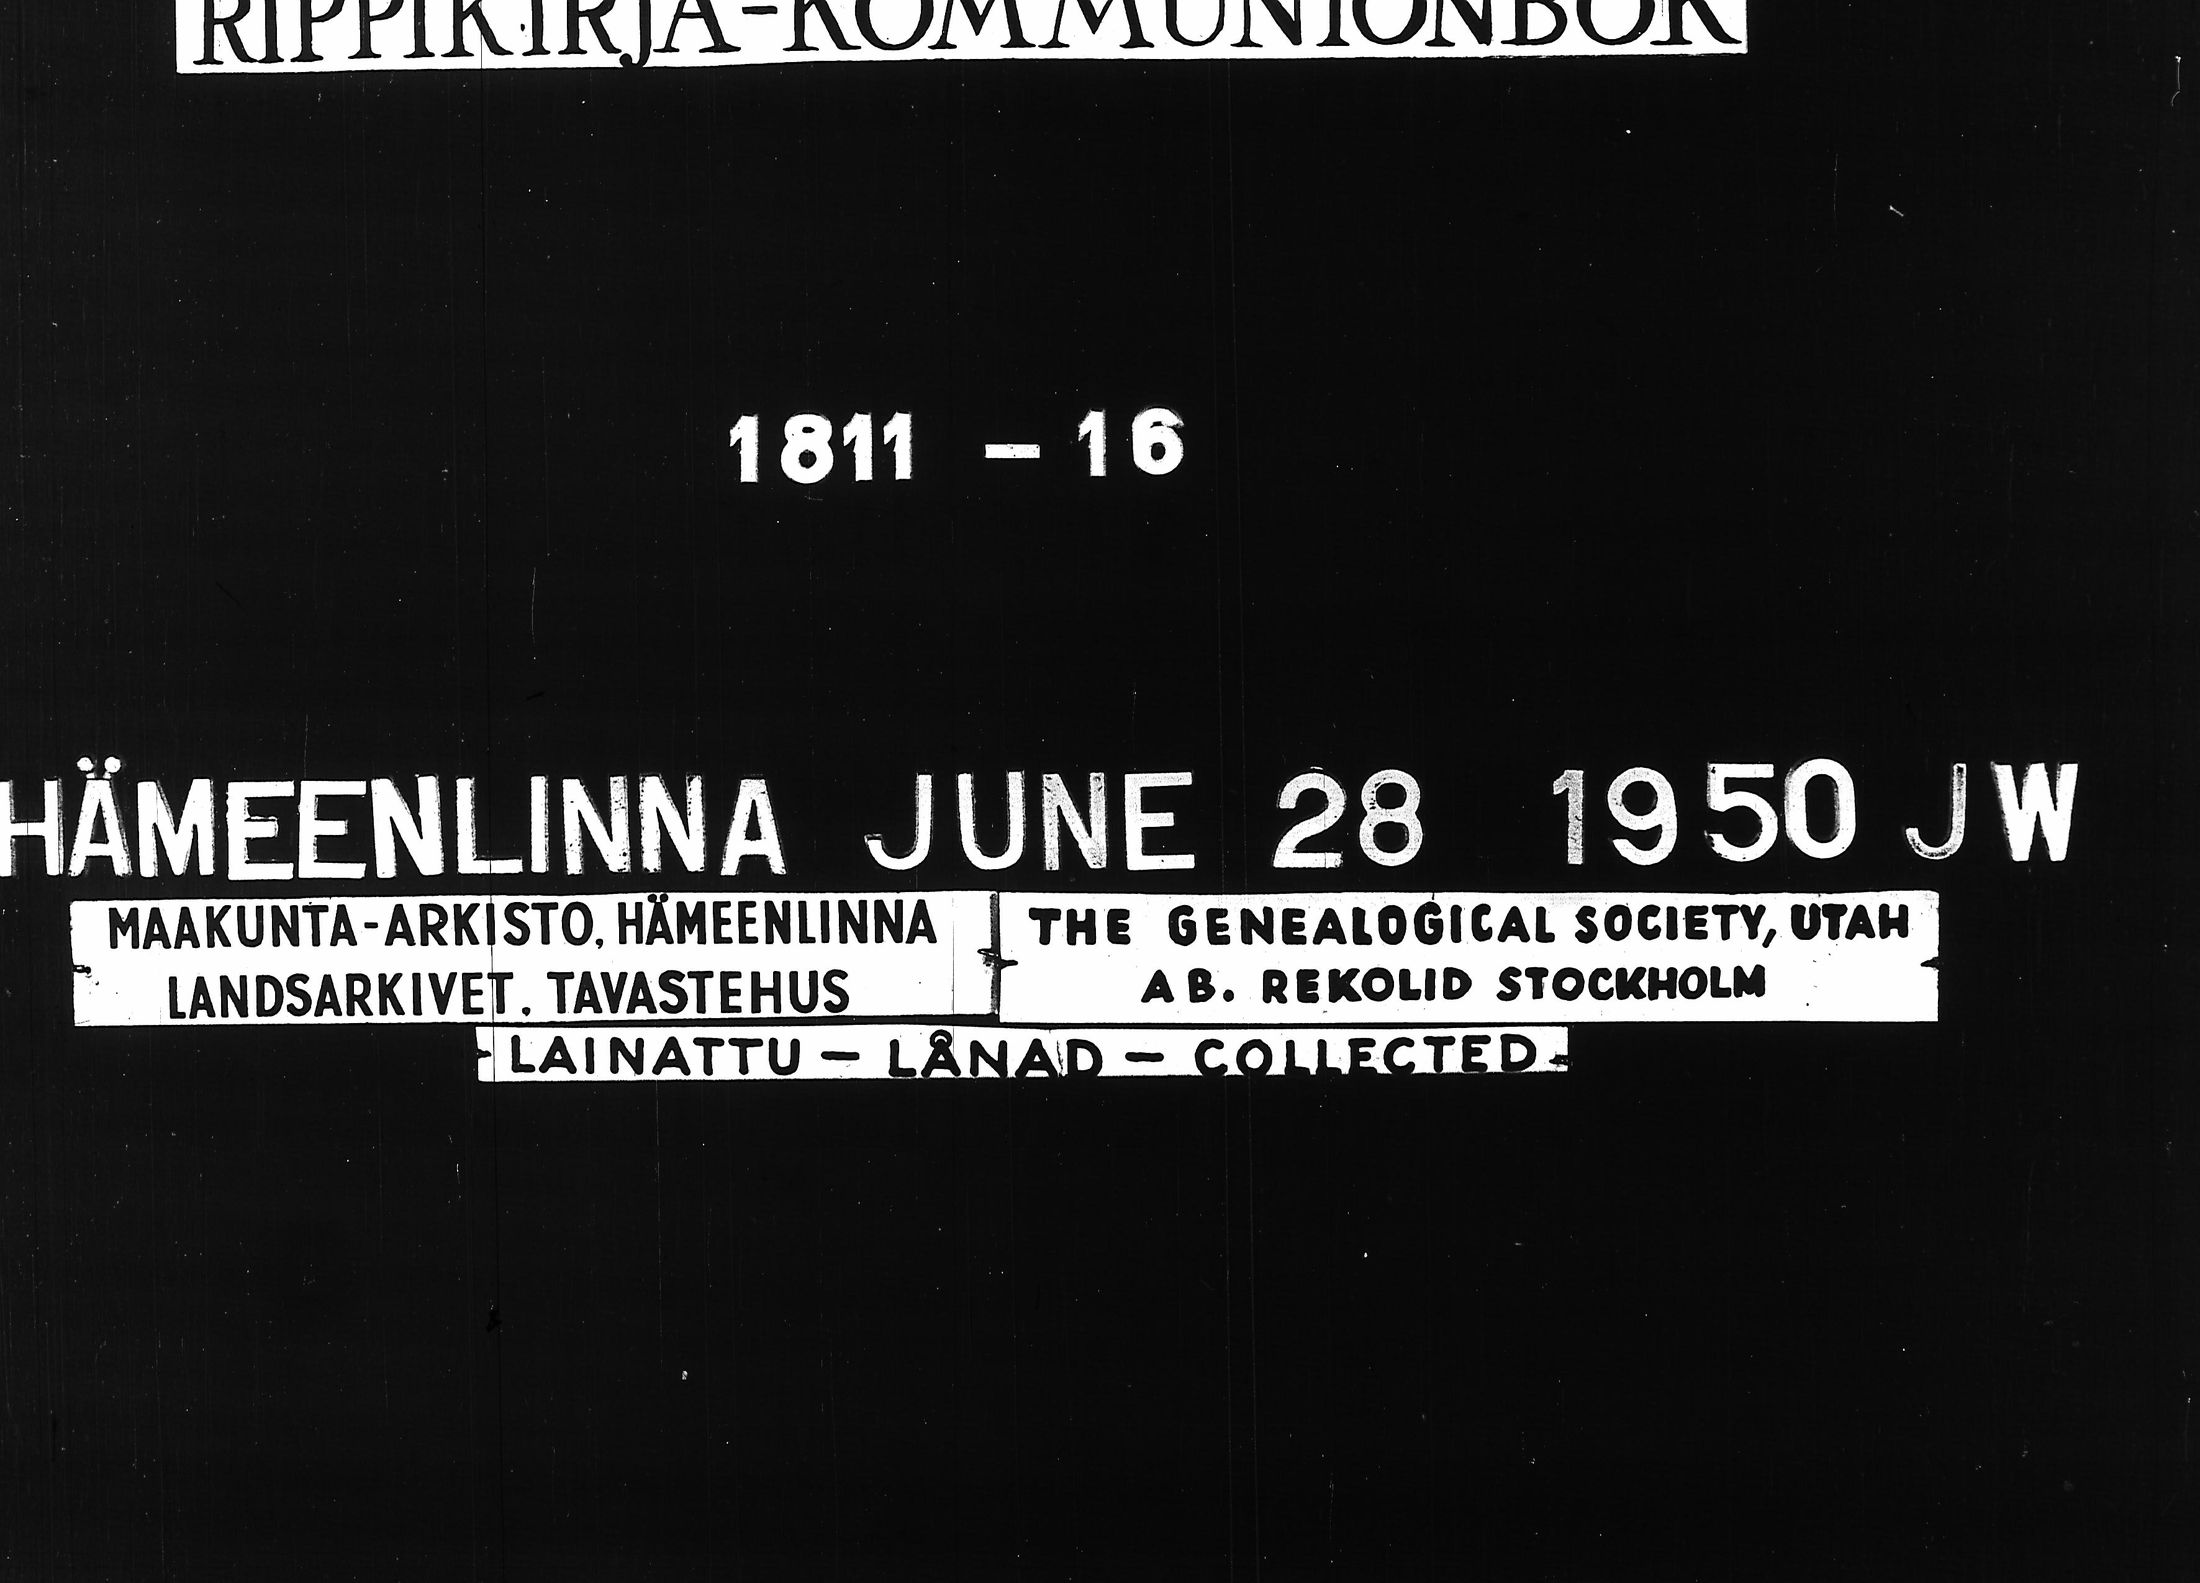 RIPPIKIRJA-KOMMUNIONBOK
1811 – 16
HÄMEENLINNA JUNE 28 1950 JW
MAAKUNTA-ARKISTO, HÄMEENLINNA
LANDSARKIVET, TAVASTEHUS
THE GENEALOGICAL SOCIETY, UTAH
AB. REKOLID STOCKHOLM
LAINATTU – LÅNAD – COLLECTED